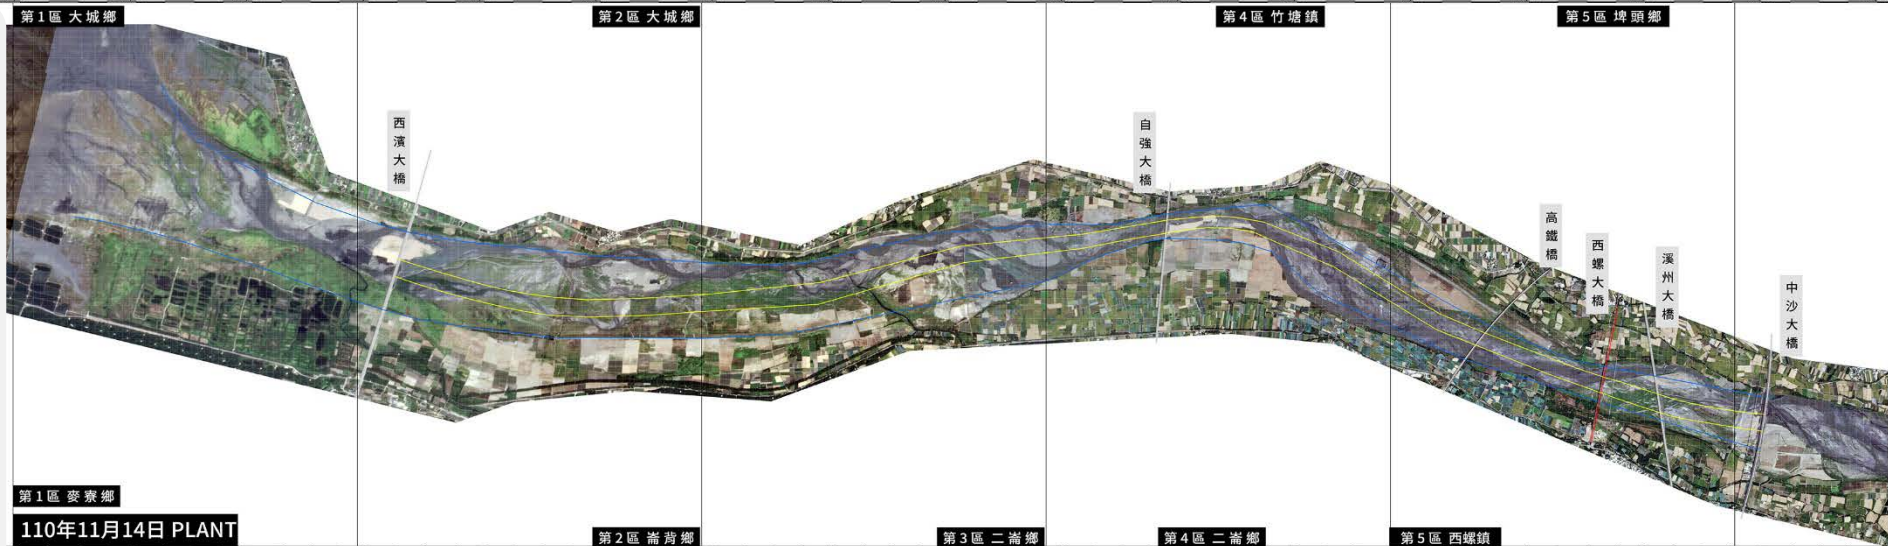 第1區 大城鄉
第2區 大城鄉
第4區 竹塘鎮
第5區 埤頭鄉
西濱大橋
自強大橋
高鐵橋
西螺大橋
溪州大橋
中沙大橋
第1區 麥寮鄉
110年11月14日 PLANT
第2區 崙背鄉
第3區 二崙鄉
第4區 二崙鄉
第5區 西螺鎮